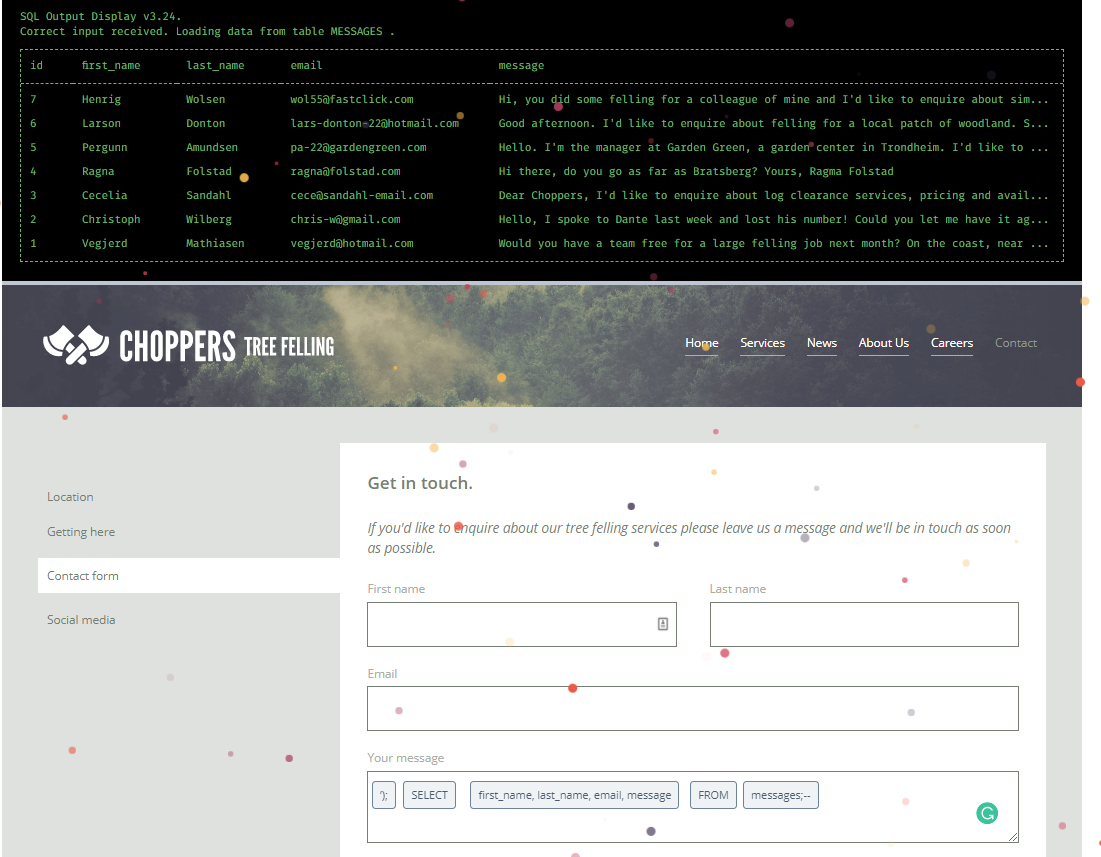 SQL Output Display v3.24.
Correct input received. Loading data from table MESSAGES .
id first_name last_name email message
7 Henrig Wolsen wol55@fastclick.com Hi, you did some felling for a colleague of mine and I'd like to enquire about sim...
6 Larson Donton lars-donton-22@hotmail.com Good afternoon. I'd like to enquire about felling for a local patch of woodland. S...
5 Pergunn Amundsen pa-22@gardengreen.com Hello. I'm the manager at Garden Green, a garden center in Trondheim. I'd like to ...
4 Ragna Folstad ragna@folstad.com Hi there, do you go as far as Bratsberg? Yours, Ragma Folstad
3 Cecelia Sandahl cece@sandahl-email.com Dear Choppers, I'd like to enquire about log clearance services, pricing and avail...
2 Christoph Wilberg chris-w@gmail.com Hello, I spoke to Dante last week and lost his number! Could you let me have it ag...
1 Vegjerd Mathiasen vegjerd@hotmail.com Would you have a team free for a large felling job next month? On the coast, near ...
CHOPPERS TREE FELLING
Home Services News About Us Careers Contact
Location
Getting here
Contact form
Social media
Get in touch.
If you'd like to enquire about our tree felling services please leave us a message and we'll be in touch as soon
as possible.
First name Last name
Email
Your message
'); SELECT first_name, last_name, email, message FROM messages;--